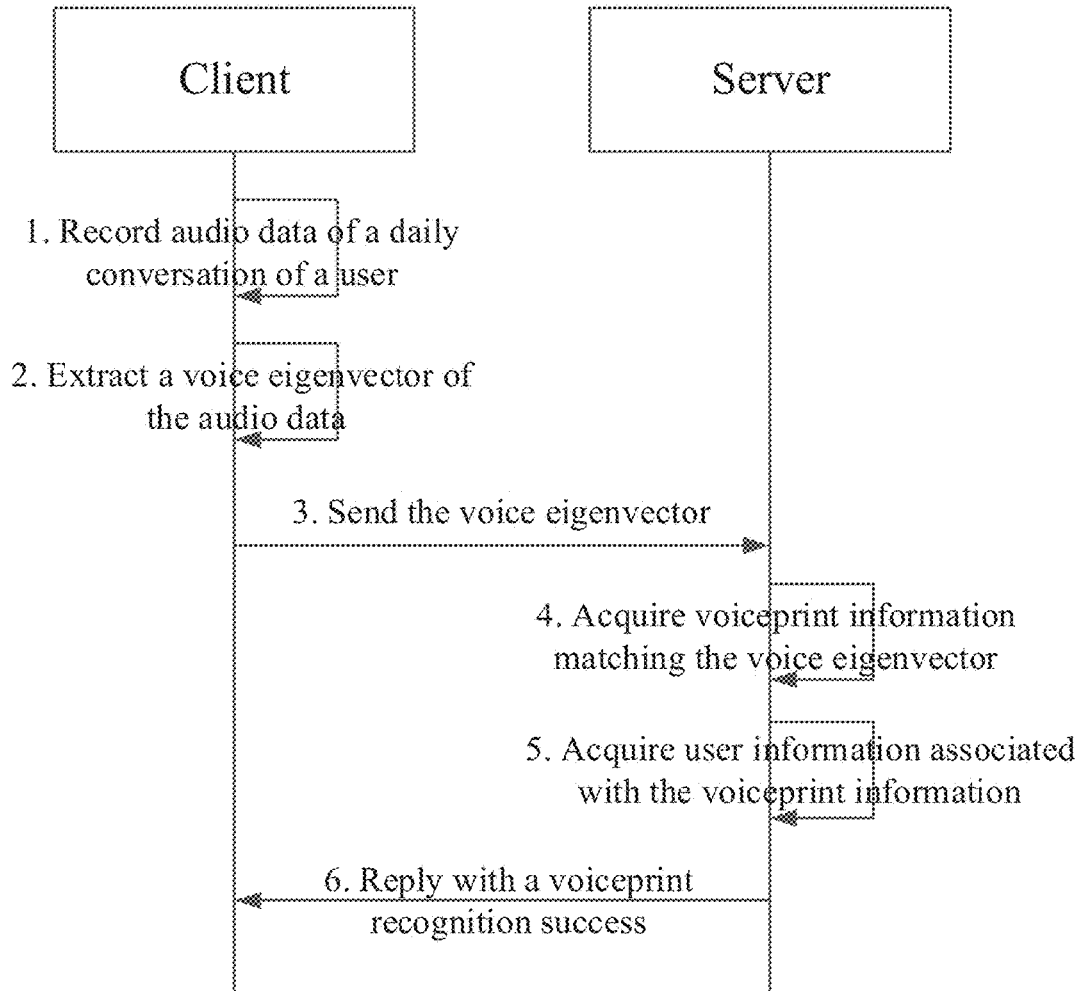 Client
Server
1. Record audio data of a daily
conversation of a user
2. Extract a voice eigenvector of
the audio data
3. Send the voice eigenvector
4. Acquire voiceprint information
matching the voice eigenvector
5. Acquire user information associated
with the voiceprint information
6. Reply with a voiceprint
recognition success